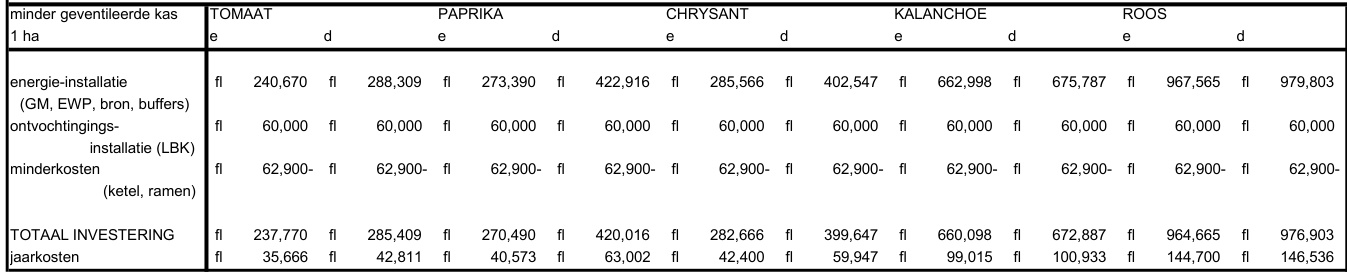 minder geventileerde kas TOMAAT PAPRIKA CHRYSANT KALANCHOE ROOS
1 ha e d e d e d e d e d
energie-installatie fl 240,670 fl 288,309 fl 273,390 fl 422,916 fl 285,566 fl 402,547 fl 662,998 fl 675,787 fl 967,565 fl 979,803
(GM, EWP, bron, buffers)
ontvochtingings- fl 60,000 fl 60,000 fl 60,000 fl 60,000 fl 60,000 fl 60,000 fl 60,000 fl 60,000 fl 60,000 fl 60,000
installatie (LBK)
minderkosten fl 62,900- fl 62,900- fl 62,900- fl 62,900- fl 62,900- fl 62,900- fl 62,900- fl 62,900- fl 62,900- fl 62,900-
(ketel, ramen)
TOTAAL INVESTERING fl 237,770 fl 285,409 fl 270,490 fl 420,016 fl 282,666 fl 399,647 fl 660,098 fl 672,887 fl 964,665 fl 976,903
jaarkosten fl 35,666 fl 42,811 fl 40,573 fl 63,002 fl 42,400 fl 59,947 fl 99,015 fl 100,933 fl 144,700 fl 146,536